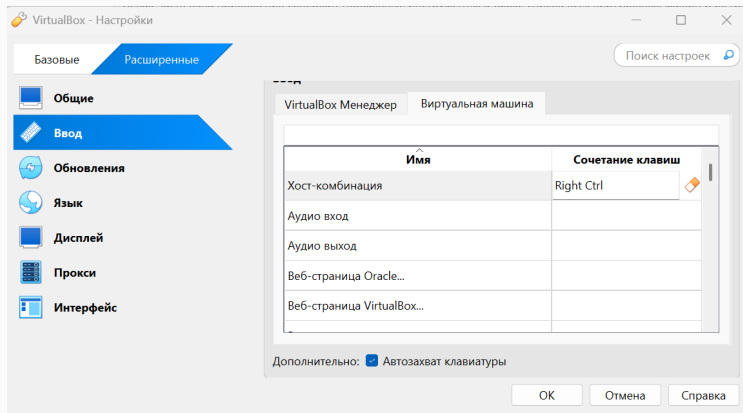 VirtualBox - Настройки
Базовые
Расширенные
Поиск настроек
Общие
Ввод
Обновления
Язык
Дисплей
Прокси
Интерфейс
VirtualBox Менеджер
Виртуальная машина
Имя
Сочетание клавиш
Хост-комбинация
Right Ctrl
Аудио вход
Аудио выход
Веб-страница Oracle...
Веб-страница VirtualBox...
Дополнительно:
Автозахват клавиатуры
OK
Отмена
Справка